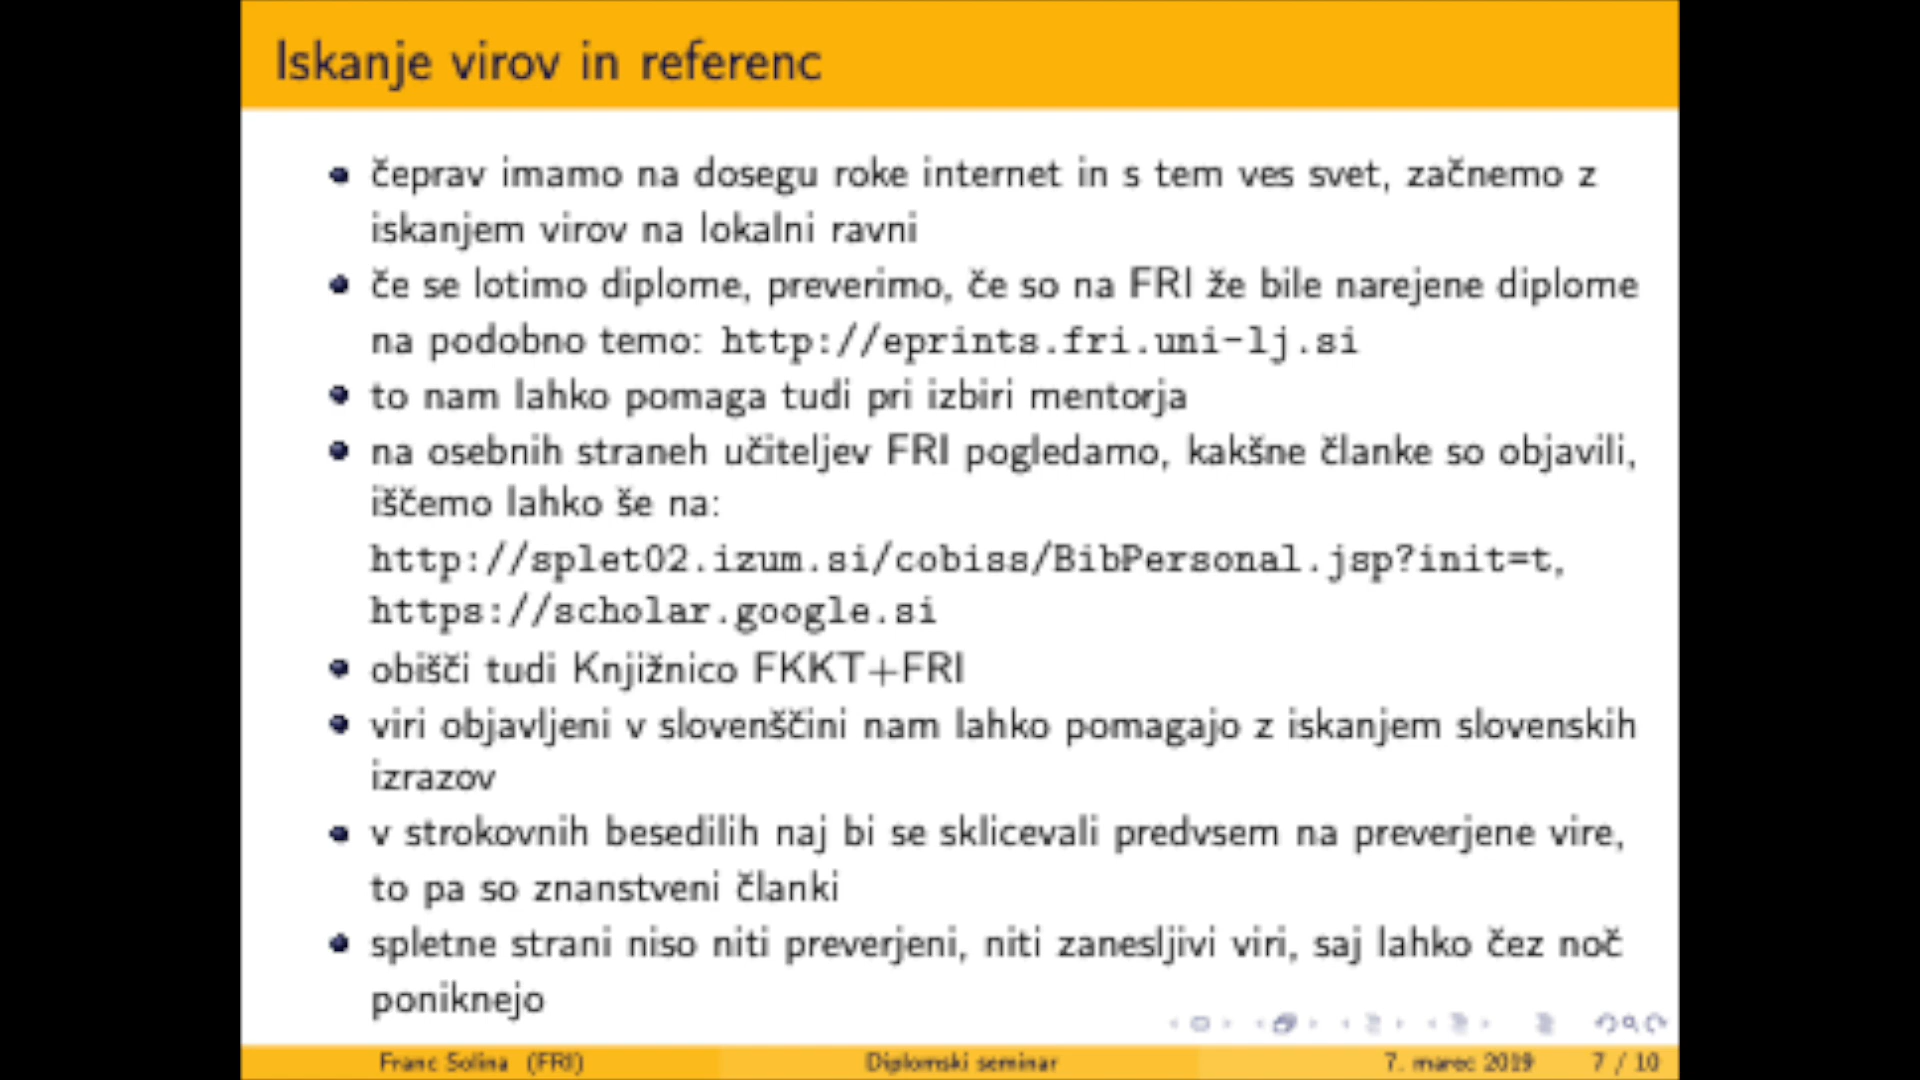 Iskanje virov in referenc
čeprav imamo na dosegu roke internet in s tem ves svet, začnemo z
iskanjem virov na lokalni ravni
če se lotimo diplome, preverimo, če so na FRI že bile narejene diplome
na podobno temo: http://eprints.fri.uni-lj.si
to nam lahko pomaga tudi pri izbiri mentorja
na osebnih straneh učiteljev FRI pogledamo, kakšne članke so objavili,
iščemo lahko še na:
http://splet02.izum.si/cobiss/BibPersonal.jsp?init=t,
https://scholar.google.si
obišči tudi Knjižnico FKKT+FRI
viri objavljeni v slovenščini nam lahko pomagajo z iskanjem slovenskih
izrazov
v strokovnih besedilih naj bi se sklicevali predvsem na preverjene vire,
to pa so znanstveni članki
spletne strani niso niti preverjeni, niti zanesljivi viri, saj lahko čez noč
poniknejo
Franc Solina (FRI) Diplomski seminar 7. marec 2019 7 / 10